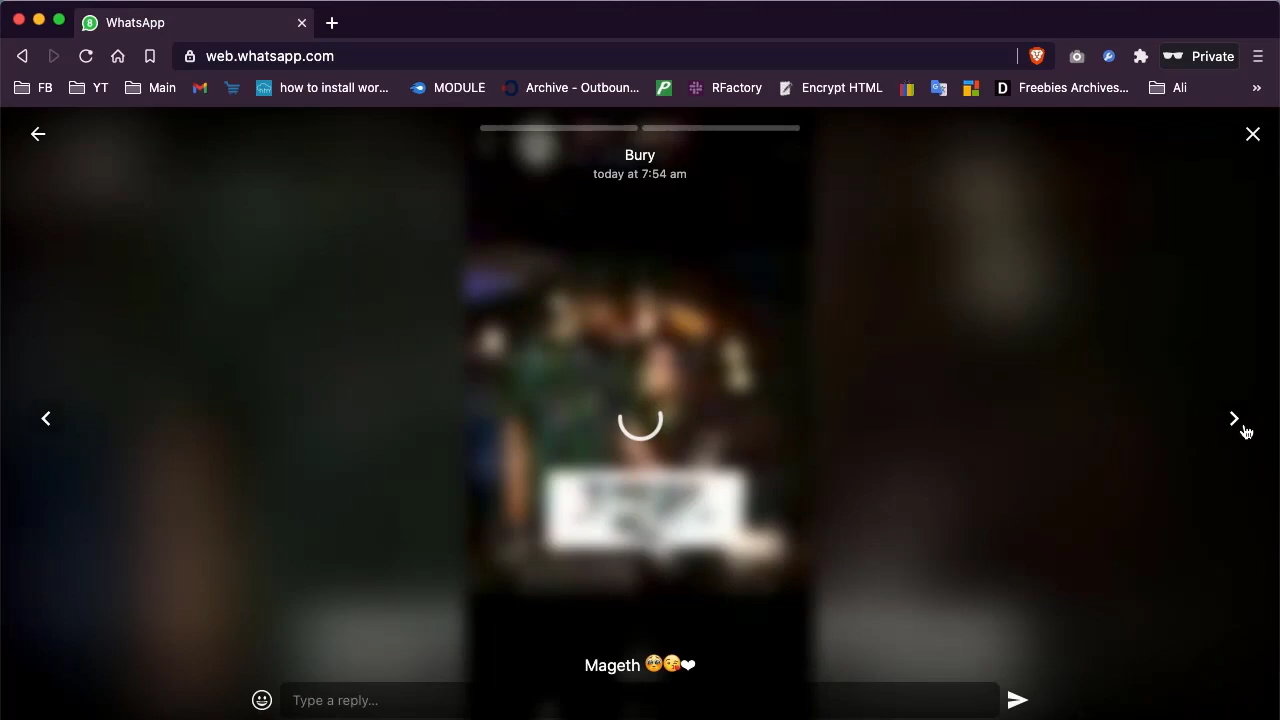 WhatsApp
web.whatsapp.com
Private
FB
YT
Main
how to install wor...
MODULE
Archive - Outboun...
RFactory
Encrypt HTML
Freebies Archives...
Ali
Bury
today at 7:54 am
Mageth 🥹😘❤
Type a reply...